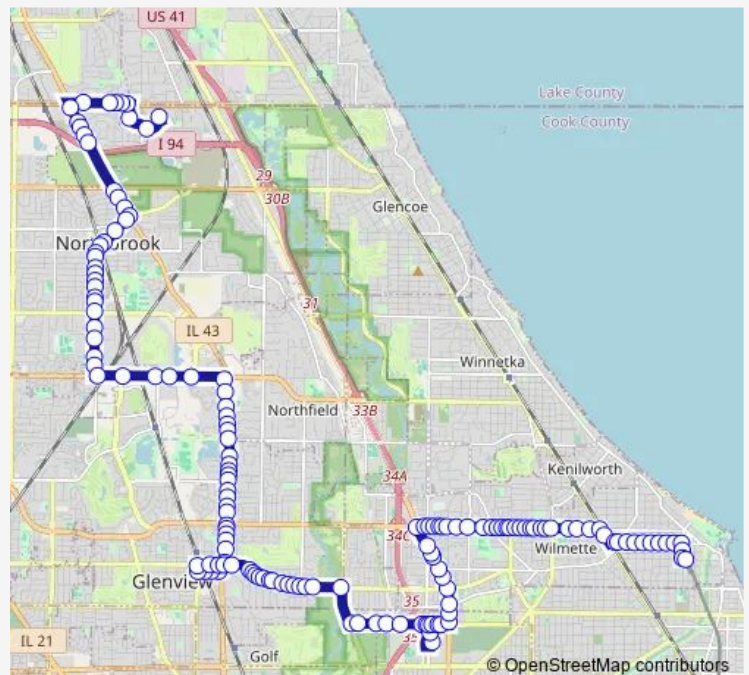 US 41
Lake County
Cook County
I 94
29
30B
Glencoe
Northbrook
31
IL 43
Winnetka
Northfield
33B
Kenilworth
34A
34C
Wilmette
Glenview
35
IL 21
Golf
© OpenStreetMap contributors